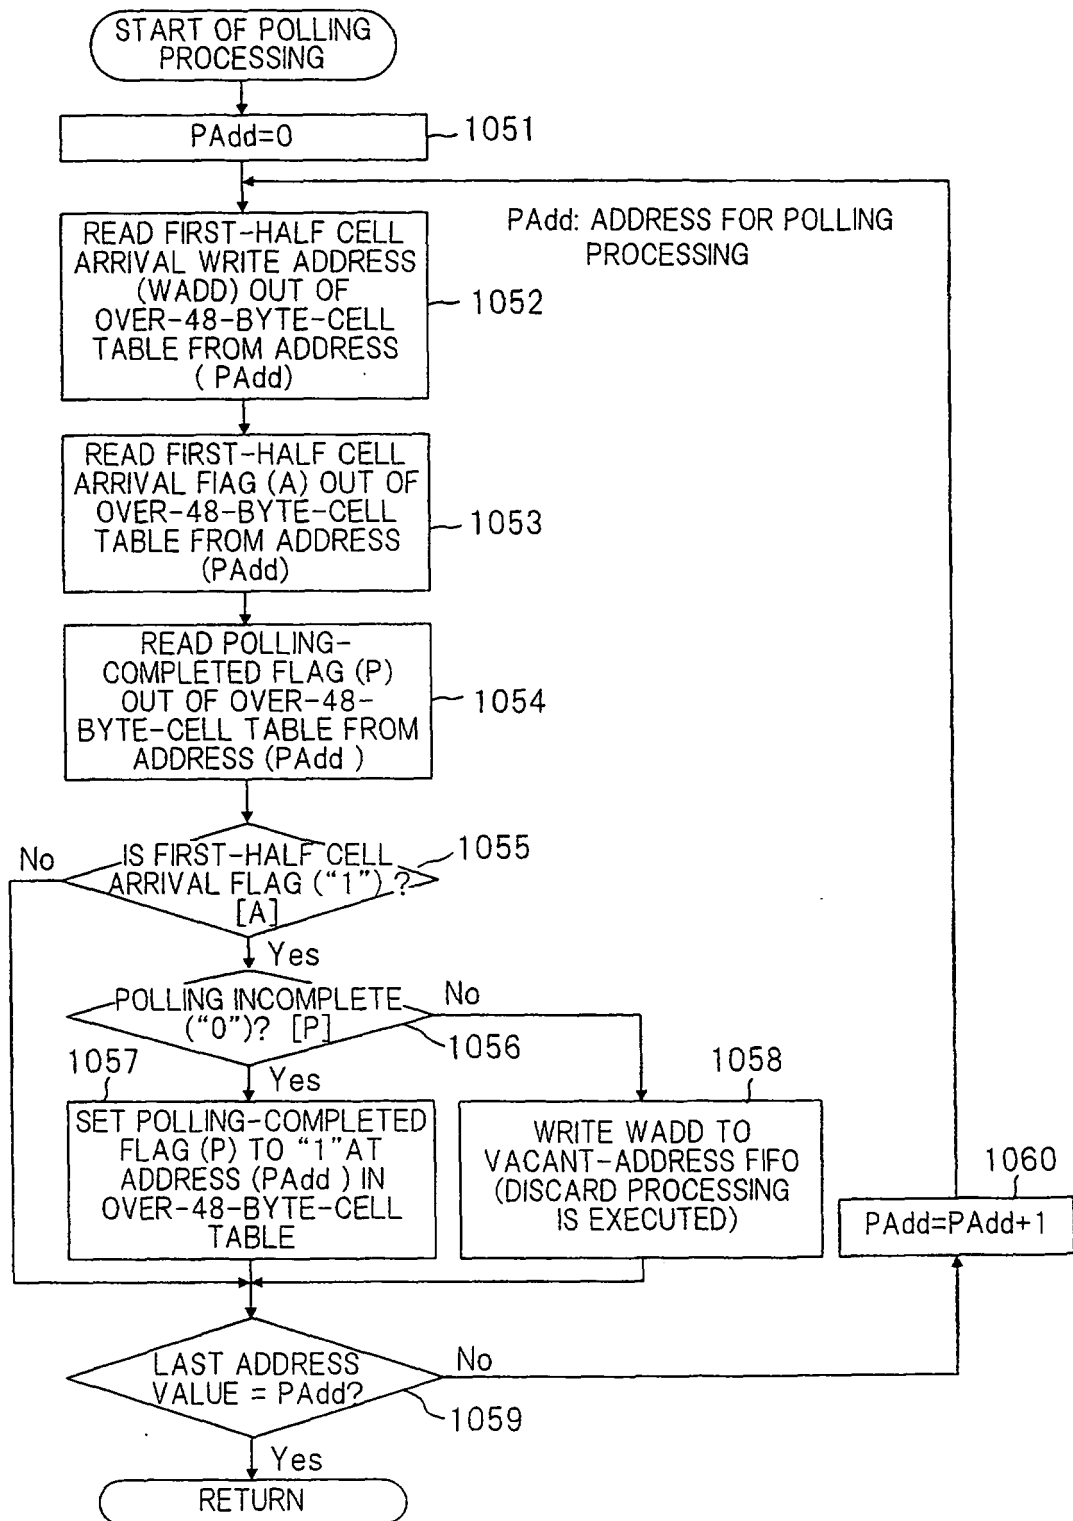 START OF POLLING
PROCESSING
PAdd=0
1051
PAdd: ADDRESS FOR POLLING
PROCESSING
READ FIRST-HALF CELL
ARRIVAL WRITE ADDRESS
(WADD) OUT OF
OVER-48-BYTE-CELL
TABLE FROM ADDRESS
( PAdd)
1052
READ FIRST-HALF CELL
ARRIVAL FIAG (A) OUT OF
OVER-48-BYTE-CELL
TABLE FROM ADDRESS
(PAdd)
1053
READ POLLING-
COMPLETED FLAG (P)
OUT OF OVER-48-
BYTE-CELL TABLE FROM
ADDRESS (PAdd )
1054
No
IS FIRST-HALF CELL
ARRIVAL FLAG (“1”) ?
[A]
1055
Yes
POLLING INCOMPLETE
(“0”)? [P]
No
1056
1057
Yes
SET POLLING-COMPLETED
FLAG (P) TO “1”AT
ADDRESS (PAdd ) IN
OVER-48-BYTE-CELL
TABLE
1058
WRITE WADD TO
VACANT-ADDRESS FIFO
(DISCARD PROCESSING
IS EXECUTED)
1060
PAdd=PAdd+1
LAST ADDRESS
VALUE = PAdd?
No
1059
Yes
RETURN